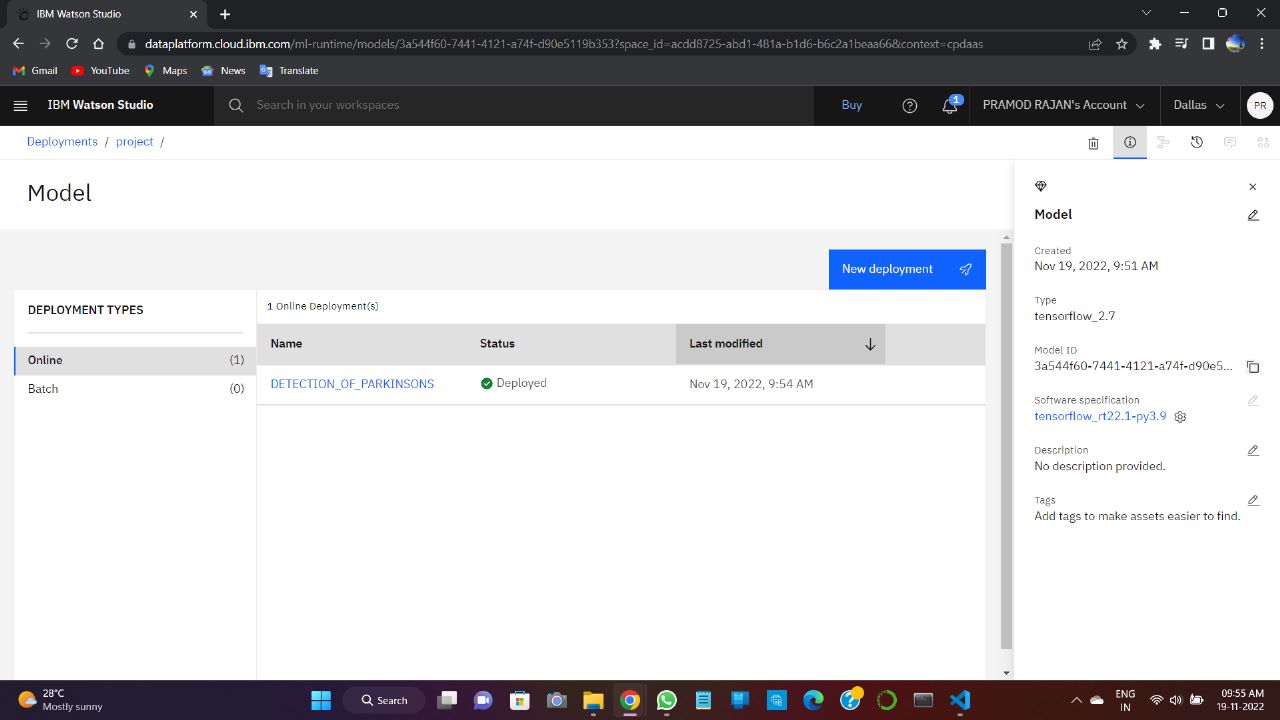 IBM Watson Studio
dataplatform.cloud.ibm.com/ml-runtime/models/3a544f60-7441-4121-a74f-d90e5119b353?space_id=acdd8725-abd1-481a-b1d6-b6c2a1beaa66&context=cpdaas
Gmail YouTube Maps News Translate
IBM Watson Studio Search in your workspaces Buy 1 PRAMOD RAJAN's Account Dallas PR
Deployments / project /
Model
New deployment
DEPLOYMENT TYPES
Online (1)
Batch (0)
1 Online Deployment(s)
Name Status Last modified
DETECTION_OF_PARKINSONS Deployed Nov 19, 2022, 9:54 AM
Model
Created
Nov 19, 2022, 9:51 AM
Type
tensorflow_2.7
Model ID
3a544f60-7441-4121-a74f-d90e5...
Software specification
tensorflow_rt22.1-py3.9
Description
No description provided.
Tags
Add tags to make assets easier to find.
28°C
Mostly sunny
Search
ENG
IN
09:55 AM
19-11-2022